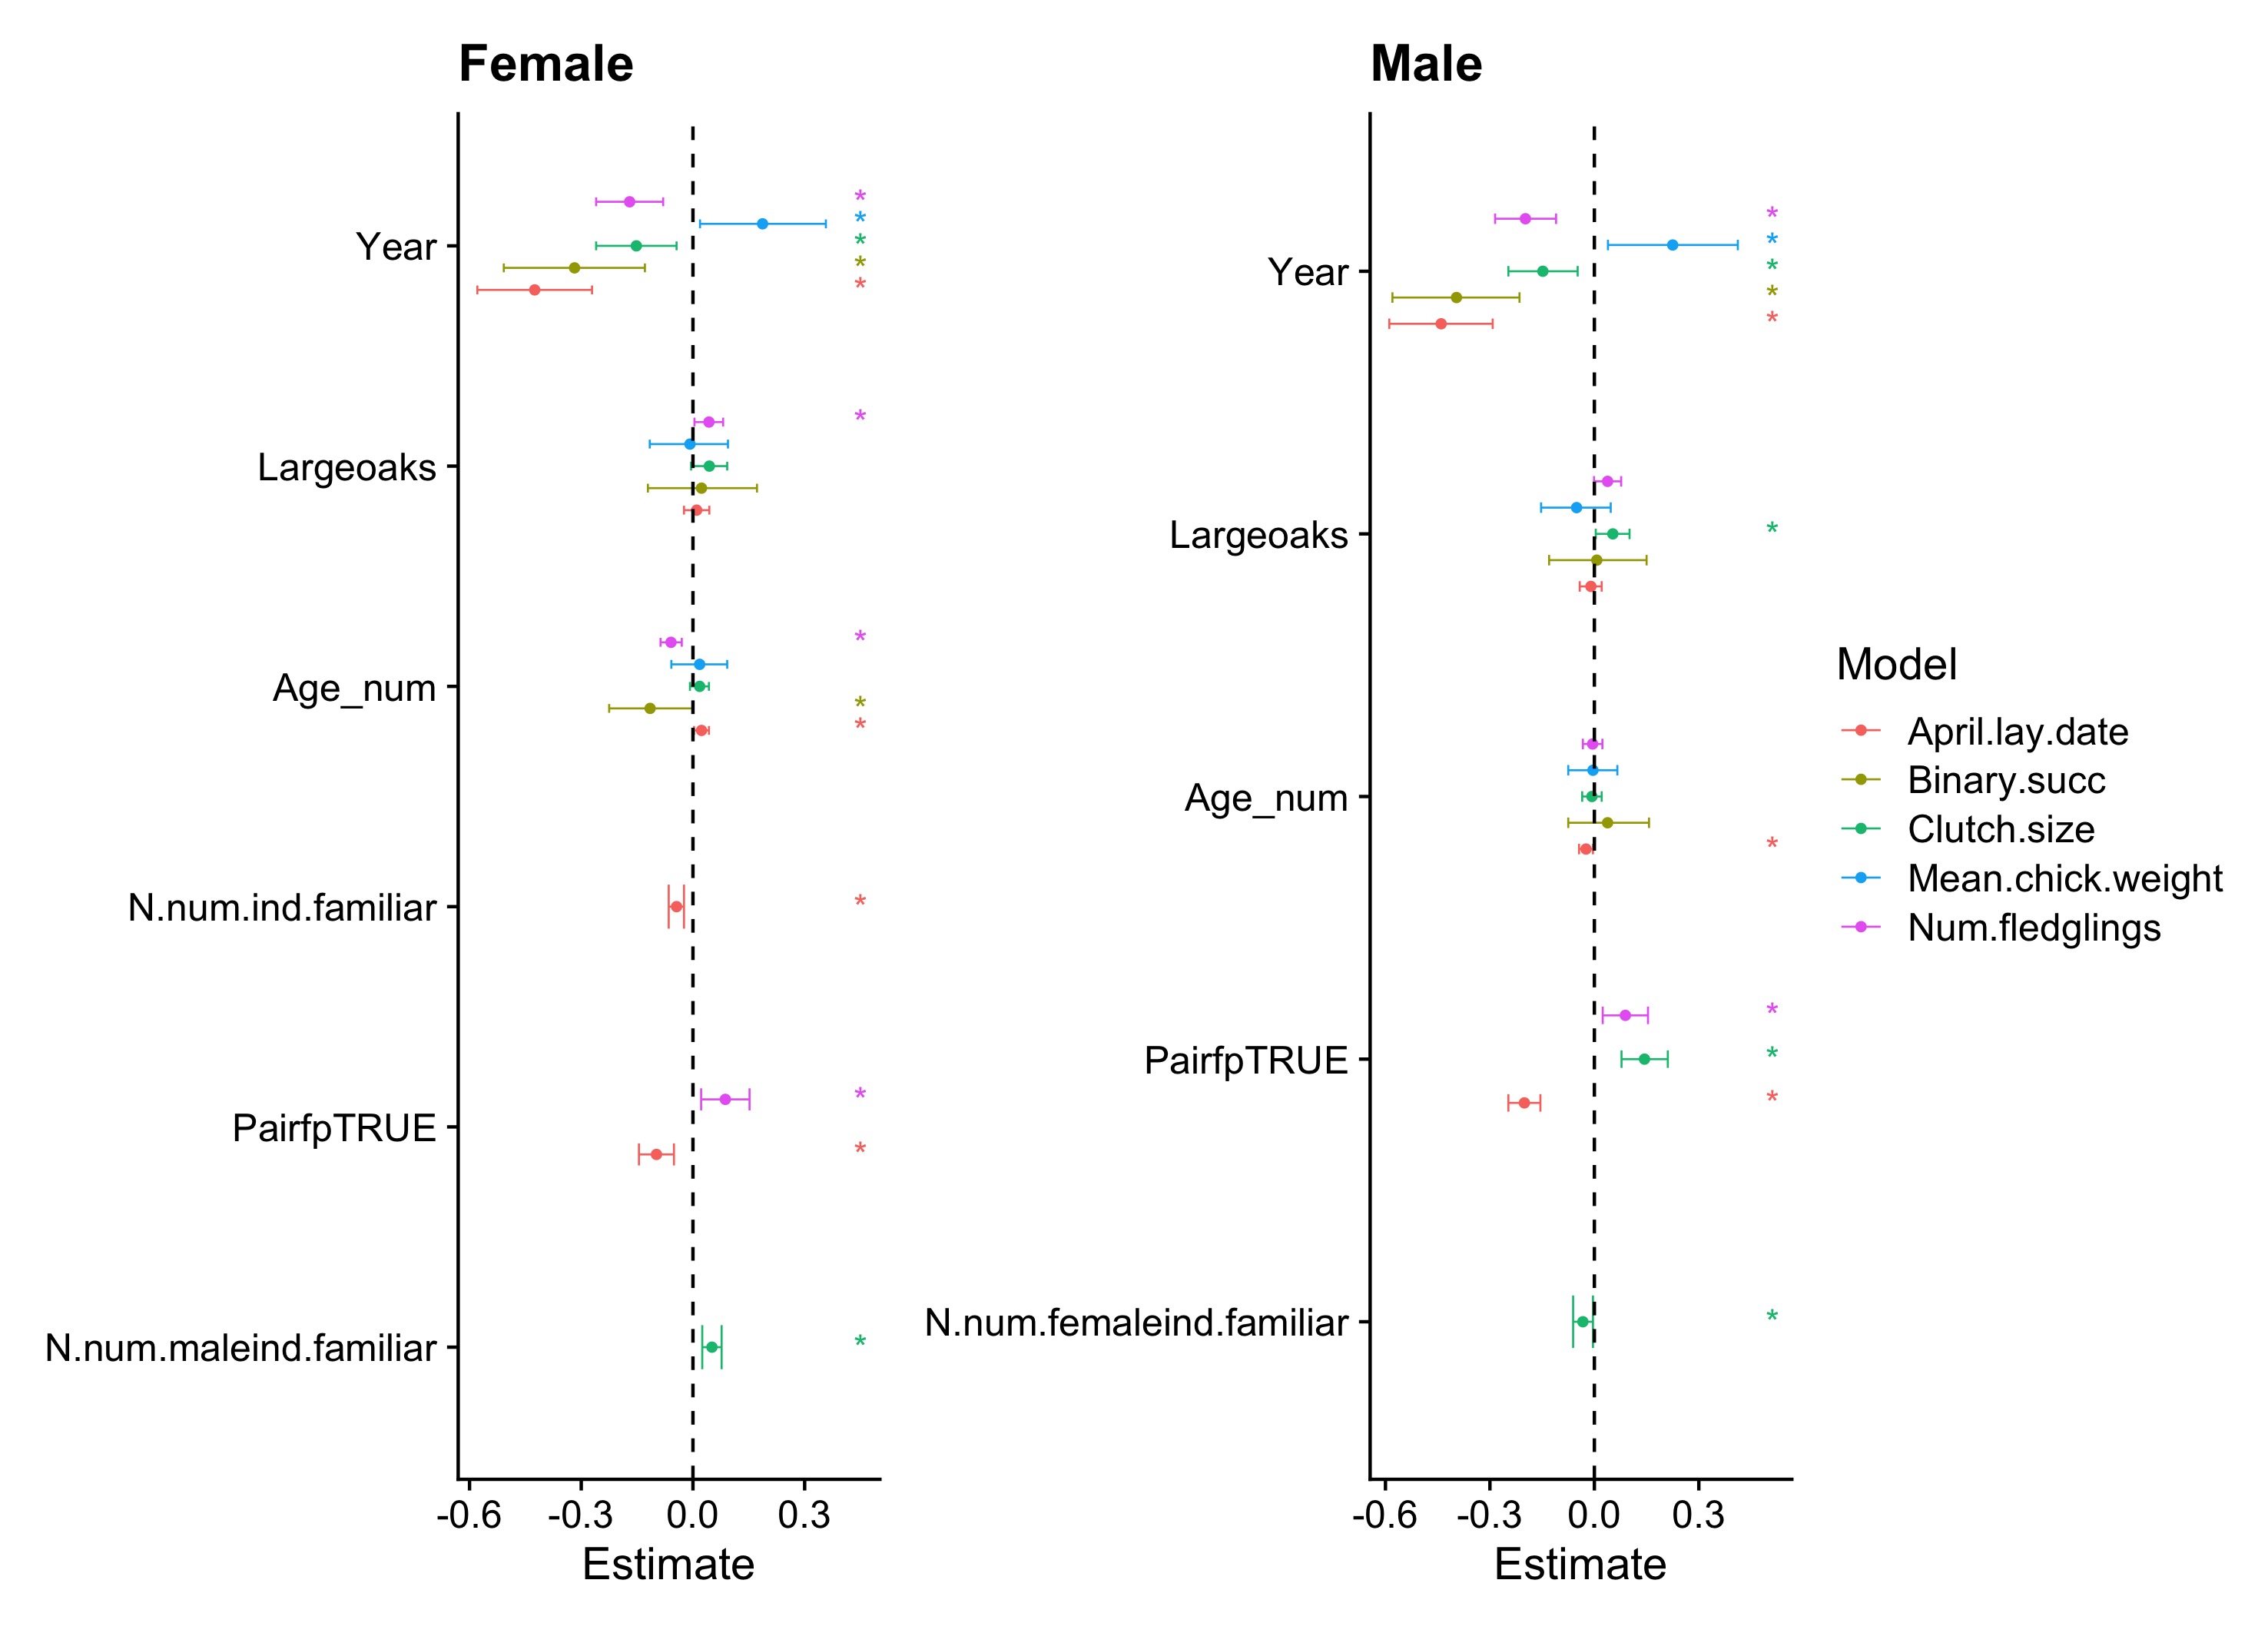 Female
Year
Largeoaks
Age_num
N.num.ind.familiar
PairfpTRUE
N.num.maleind.familiar
* * * * *
*
* * *
*
* *
*
-0.6 -0.3 0.0 0.3
Estimate
Male
Year
Largeoaks
Age_num
PairfpTRUE
N.num.femaleind.familiar
* * * * *
*
*
* * *
*
-0.6 -0.3 0.0 0.3
Estimate
Model
April.lay.date
Binary.succ
Clutch.size
Mean.chick.weight
Num.fledglings